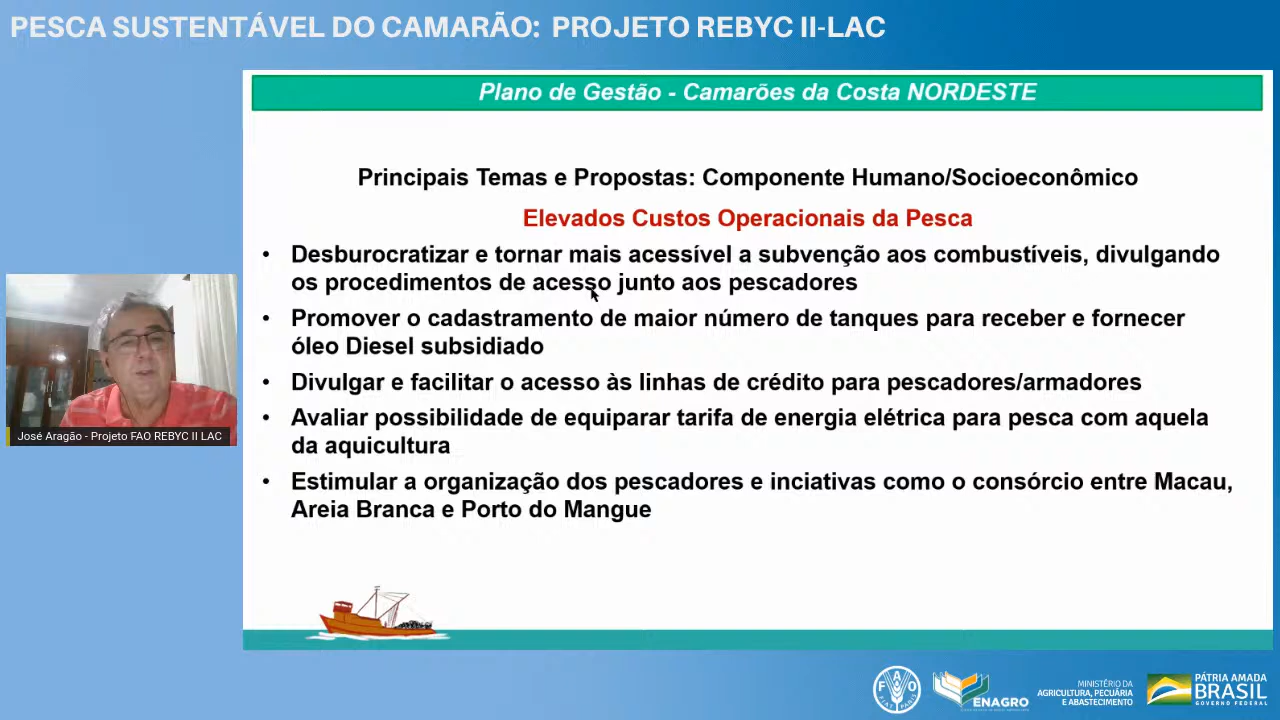 PESCA SUSTENTÁVEL DO CAMARÃO: PROJETO REBYC II-LAC
Plano de Gestão - Camarões da Costa NORDESTE
Principais Temas e Propostas: Componente Humano/Socioeconômico
Elevados Custos Operacionais da Pesca
• Desburocratizar e tornar mais acessível a subvenção aos combustíveis, divulgando
os procedimentos de acesso junto aos pescadores
• Promover o cadastramento de maior número de tanques para receber e fornecer
óleo Diesel subsidiado
• Divulgar e facilitar o acesso às linhas de crédito para pescadores/armadores
• Avaliar possibilidade de equiparar tarifa de energia elétrica para pesca com aquela
da aquicultura
• Estimular a organização dos pescadores e inciativas como o consórcio entre Macau,
Areia Branca e Porto do Mangue
José Aragão - Projeto FAO REBYC II LAC
FAO
ENAGRO
MINISTÉRIO DA
AGRICULTURA, PECUÁRIA
E ABASTECIMENTO
PÁTRIA AMADA
BRASIL
GOVERNO FEDERAL